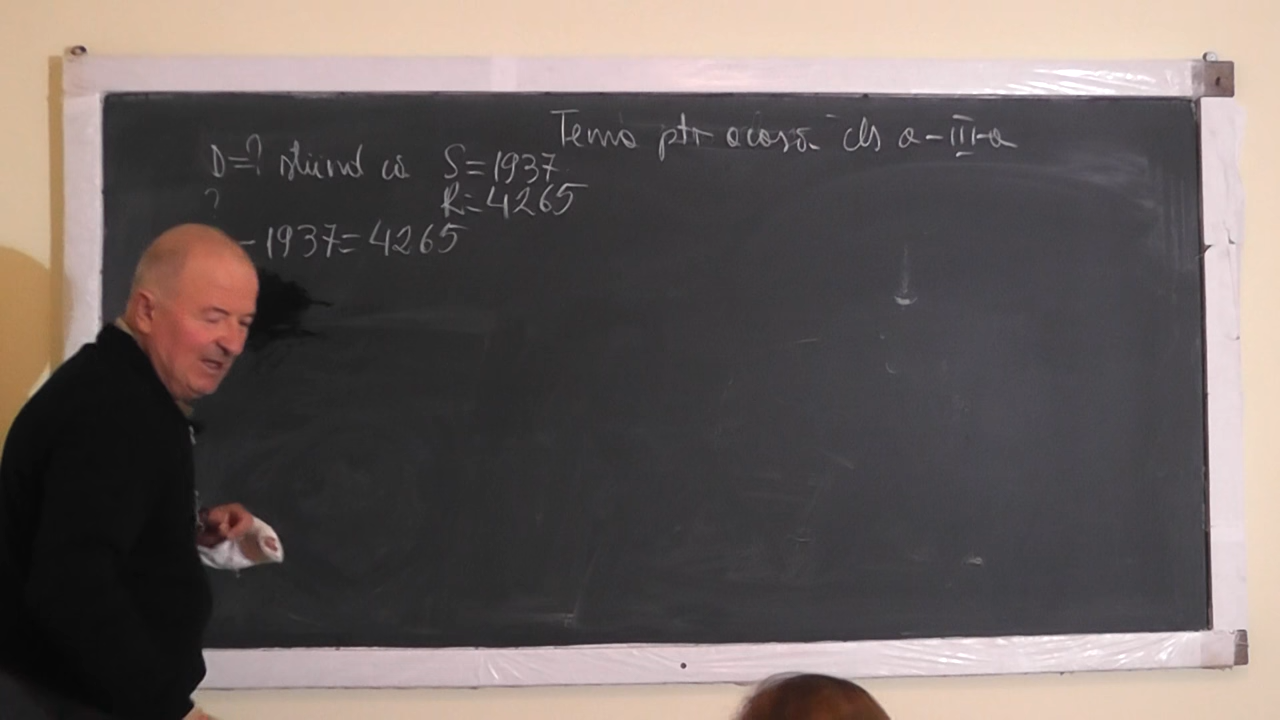 Temă ptr acasă cls a-III-a
D=? știind că S=1937
? R=4265
-1937=4265